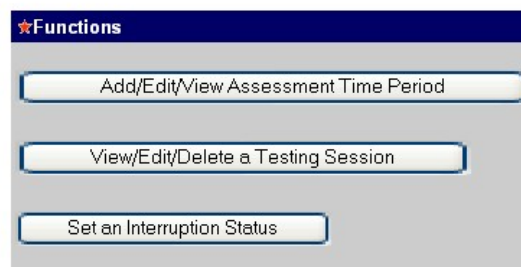 Functions
Add/Edit/View Assessment Time Period
View/Edit/Delete a Testing Session
Set an Interruption Status